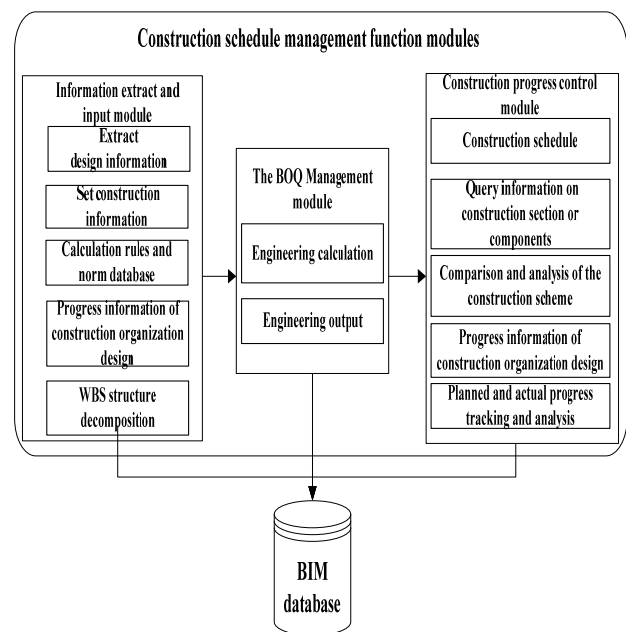 Construction schedule management function modules
Information extract and
input module
Extract
design information
Set construction
information
Calculation rules and
norm database
Progress information of
construction organization
design
WBS structure
decomposition
The BOQ Management
module
Engineering calculation
Engineering output
Construction progress control
module
Construction schedule
Query information on
construction section or
components
Comparison and analysis of the
construction scheme
Progress information of
construction organization design
Planned and actual progress
tracking and analysis
BIM
database